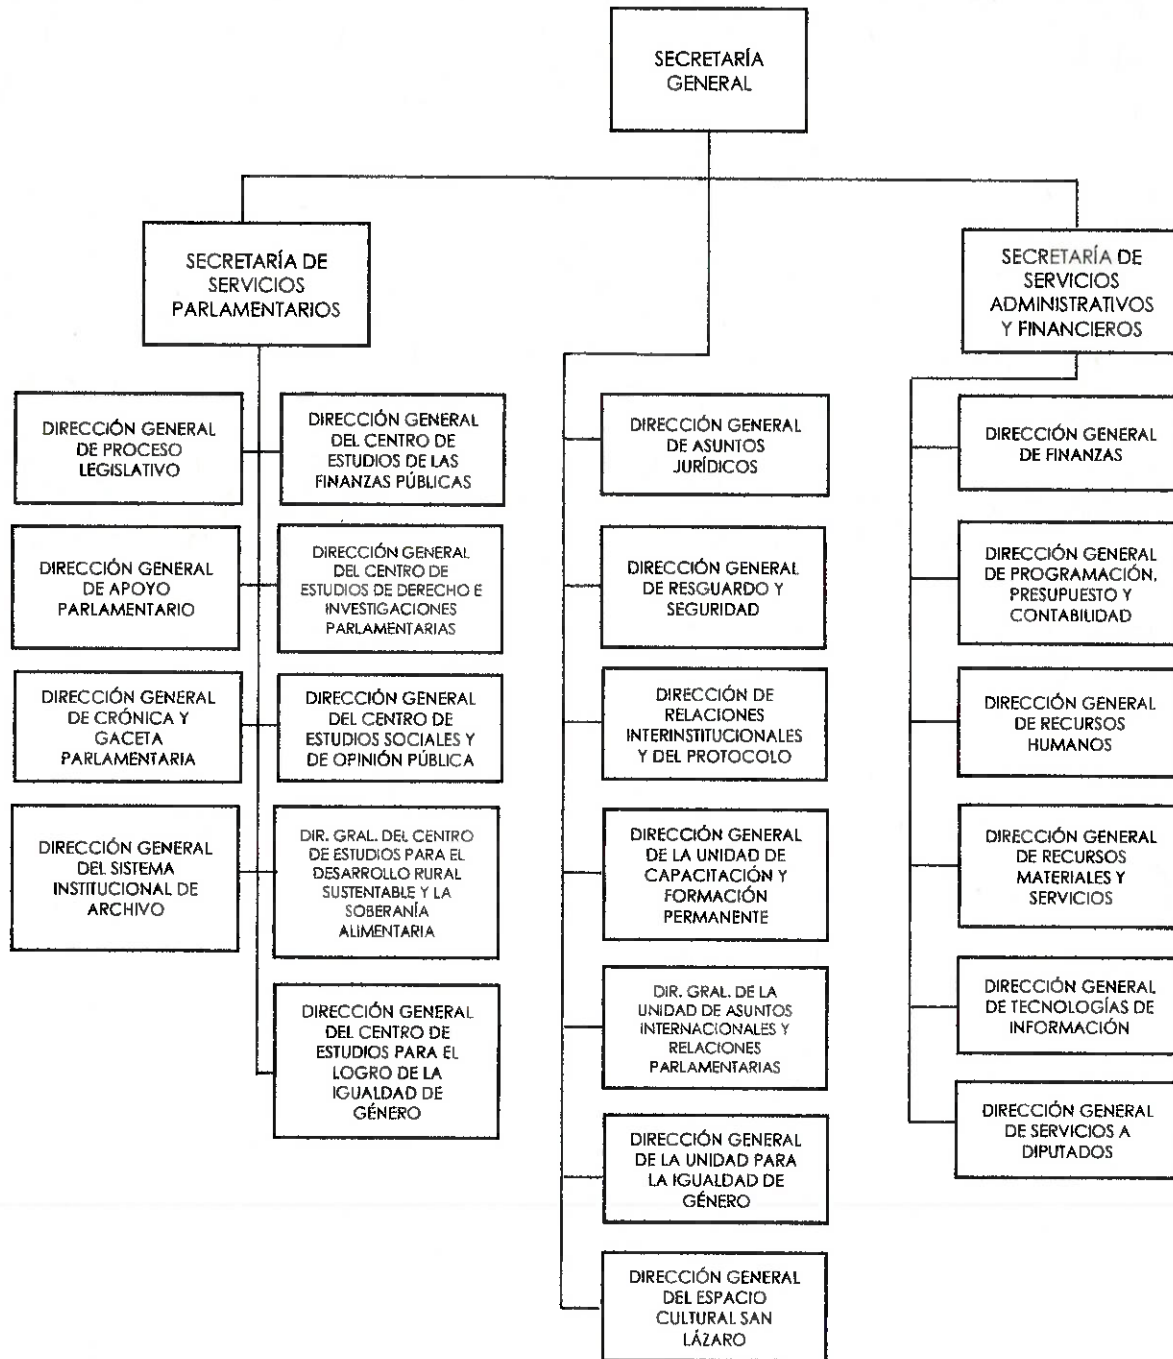 SECRETARÍA
GENERAL
SECRETARÍA DE
SERVICIOS
PARLAMENTARIOS
SECRETARÍA DE
SERVICIOS
ADMINISTRATIVOS
Y FINANCIEROS
DIRECCIÓN GENERAL
DE PROCESO
LEGISLATIVO
DIRECCIÓN GENERAL
DEL CENTRO DE
ESTUDIOS DE LAS
FINANZAS PÚBLICAS
DIRECCIÓN GENERAL
DE APOYO
PARLAMENTARIO
DIRECCIÓN GENERAL
DEL CENTRO DE
ESTUDIOS DE DERECHO E
INVESTIGACIONES
PARLAMENTARIAS
DIRECCIÓN GENERAL
DE CRÓNICA Y
GACETA
PARLAMENTARIA
DIRECCIÓN GENERAL
DEL CENTRO DE
ESTUDIOS SOCIALES Y
DE OPINIÓN PÚBLICA
DIRECCIÓN GENERAL
DEL SISTEMA
INSTITUCIONAL DE
ARCHIVO
DIR. GRAL. DEL CENTRO
DE ESTUDIOS PARA EL
DESARROLLO RURAL
SUSTENTABLE Y LA
SOBERANÍA
ALIMENTARIA
DIRECCIÓN GENERAL
DEL CENTRO DE
ESTUDIOS PARA EL
LOGRO DE LA
IGUALDAD DE
GÉNERO
DIRECCIÓN GENERAL
DE ASUNTOS
JURÍDICOS
DIRECCIÓN GENERAL
DE RESGUARDO Y
SEGURIDAD
DIRECCIÓN DE
RELACIONES
INTERINSTITUCIONALES
Y DEL PROTOCOLO
DIRECCIÓN GENERAL
DE LA UNIDAD DE
CAPACITACIÓN Y
FORMACIÓN
PERMANENTE
DIR. GRAL. DE LA
UNIDAD DE ASUNTOS
INTERNACIONALES Y
RELACIONES
PARLAMENTARIAS
DIRECCIÓN GENERAL
DE LA UNIDAD PARA
LA IGUALDAD DE
GÉNERO
DIRECCIÓN GENERAL
DEL ESPACIO
CULTURAL SAN
LÁZARO
DIRECCIÓN GENERAL
DE FINANZAS
DIRECCIÓN GENERAL
DE PROGRAMACIÓN,
PRESUPUESTO Y
CONTABILIDAD
DIRECCIÓN GENERAL
DE RECURSOS
HUMANOS
DIRECCIÓN GENERAL
DE RECURSOS
MATERIALES Y
SERVICIOS
DIRECCIÓN GENERAL
DE TECNOLOGÍAS DE
INFORMACIÓN
DIRECCIÓN GENERAL
DE SERVICIOS A
DIPUTADOS